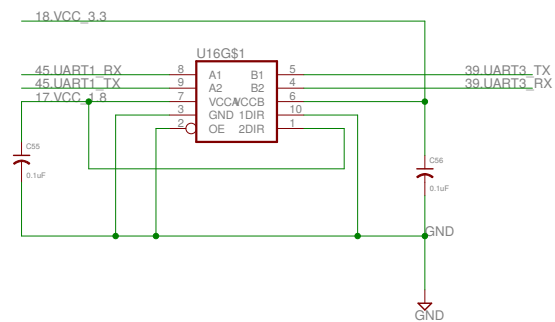 18.VCC_3.3
U16G$1
45.UART1_RX 8 A1 B1 5 39.UART3_TX
45.UART1_TX 9 A2 B2 4 39.UART3_RX
17.VCC_1.8 7 VCCA VCCB 6
3 GND 1DIR 10
2 OE 2DIR 1
C55
0.1uF
C56
0.1uF
GND
GND